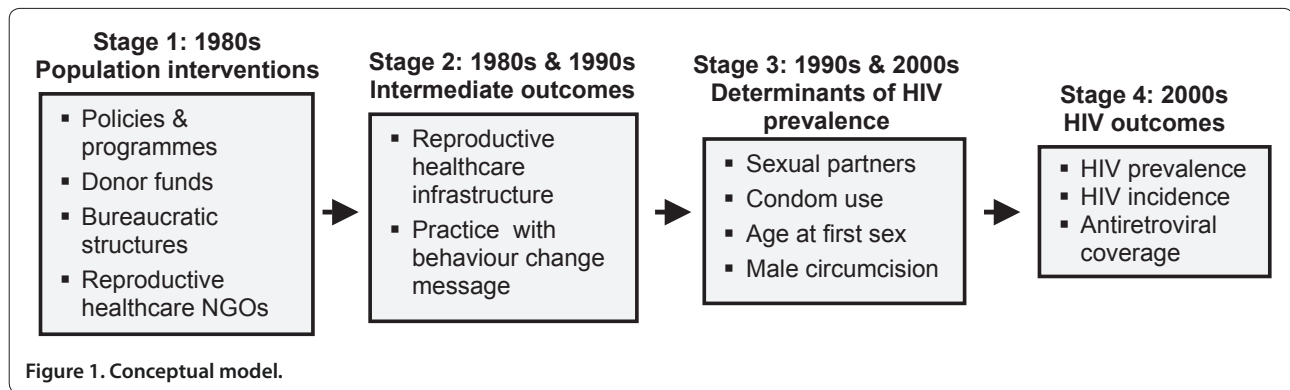 Stage 1: 1980s
Population interventions
▪ Policies &
programmes
▪ Donor funds
▪ Bureaucratic
structures
▪ Reproductive
healthcare NGOs
Stage 2: 1980s & 1990s
Intermediate outcomes
▪ Reproductive
healthcare
infrastructure
▪ Practice with
behaviour change
message
Stage 3: 1990s & 2000s
Determinants of HIV
prevalence
▪ Sexual partners
▪ Condom use
▪ Age at first sex
▪ Male circumcision
Stage 4: 2000s
HIV outcomes
▪ HIV prevalence
▪ HIV incidence
▪ Antiretroviral
coverage
Figure 1. Conceptual model.